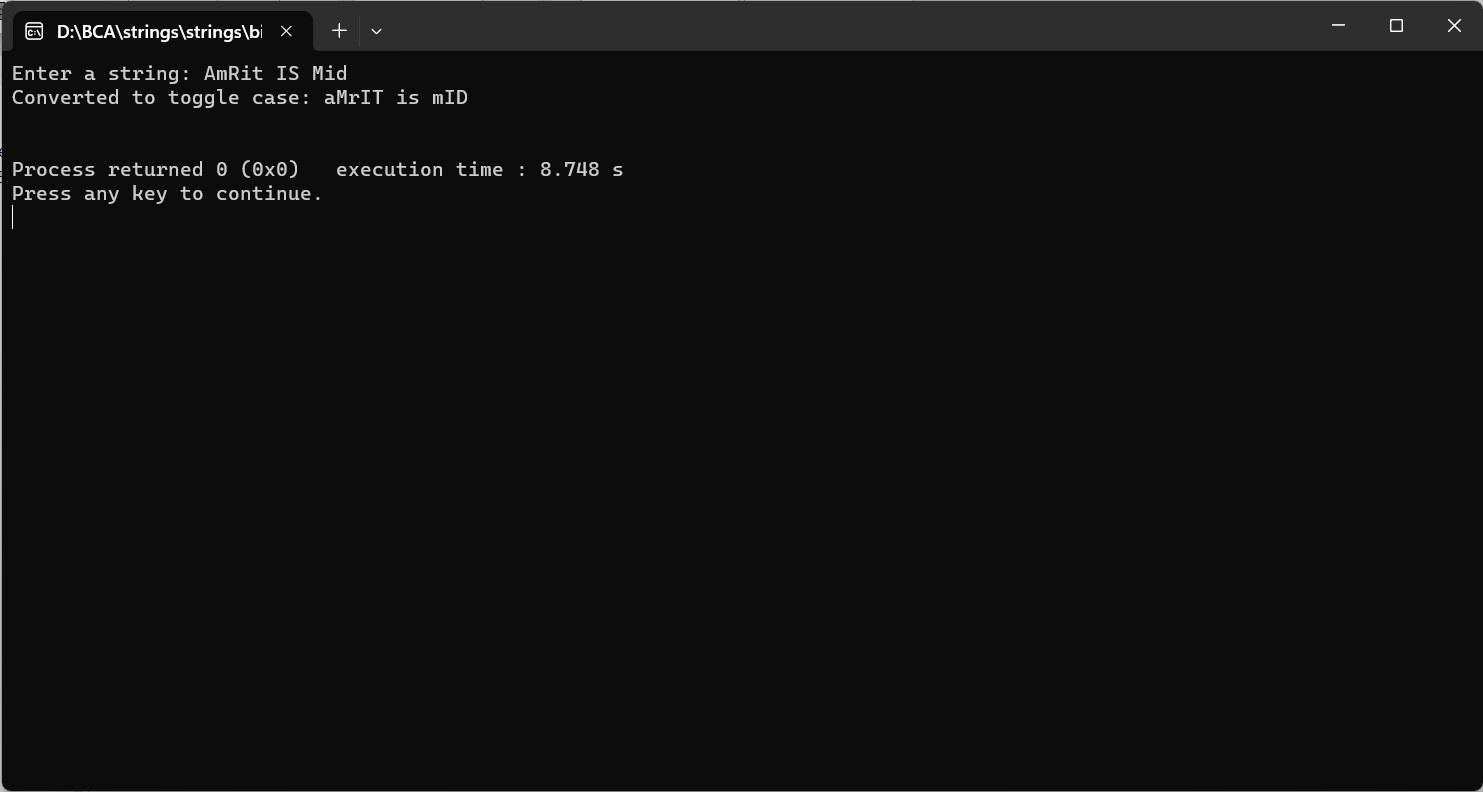 D:\BCA\strings\strings\bi
Enter a string: AmRit IS Mid
Converted to toggle case: aMrIT is mID
Process returned 0 (0x0)   execution time : 8.748 s
Press any key to continue.